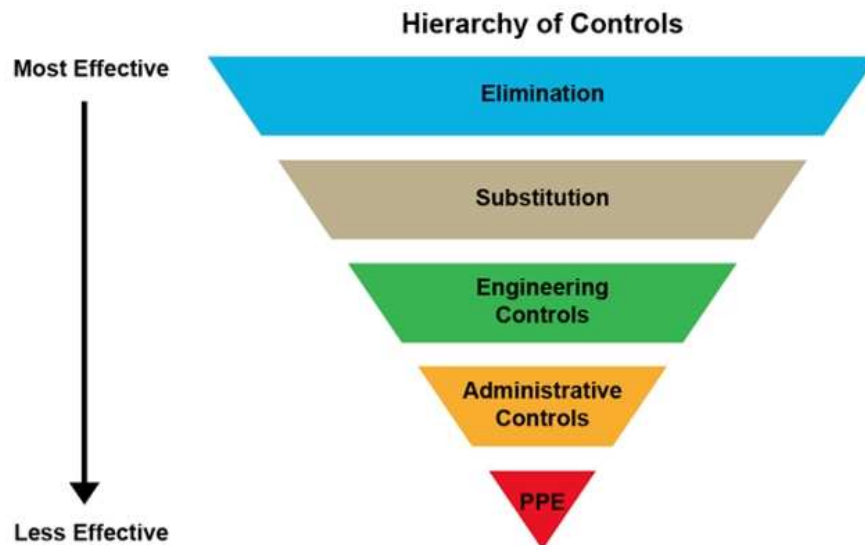 Hierarchy of Controls
Most Effective
Elimination
Substitution
Engineering
Controls
Administrative
Controls
PPE
Less Effective